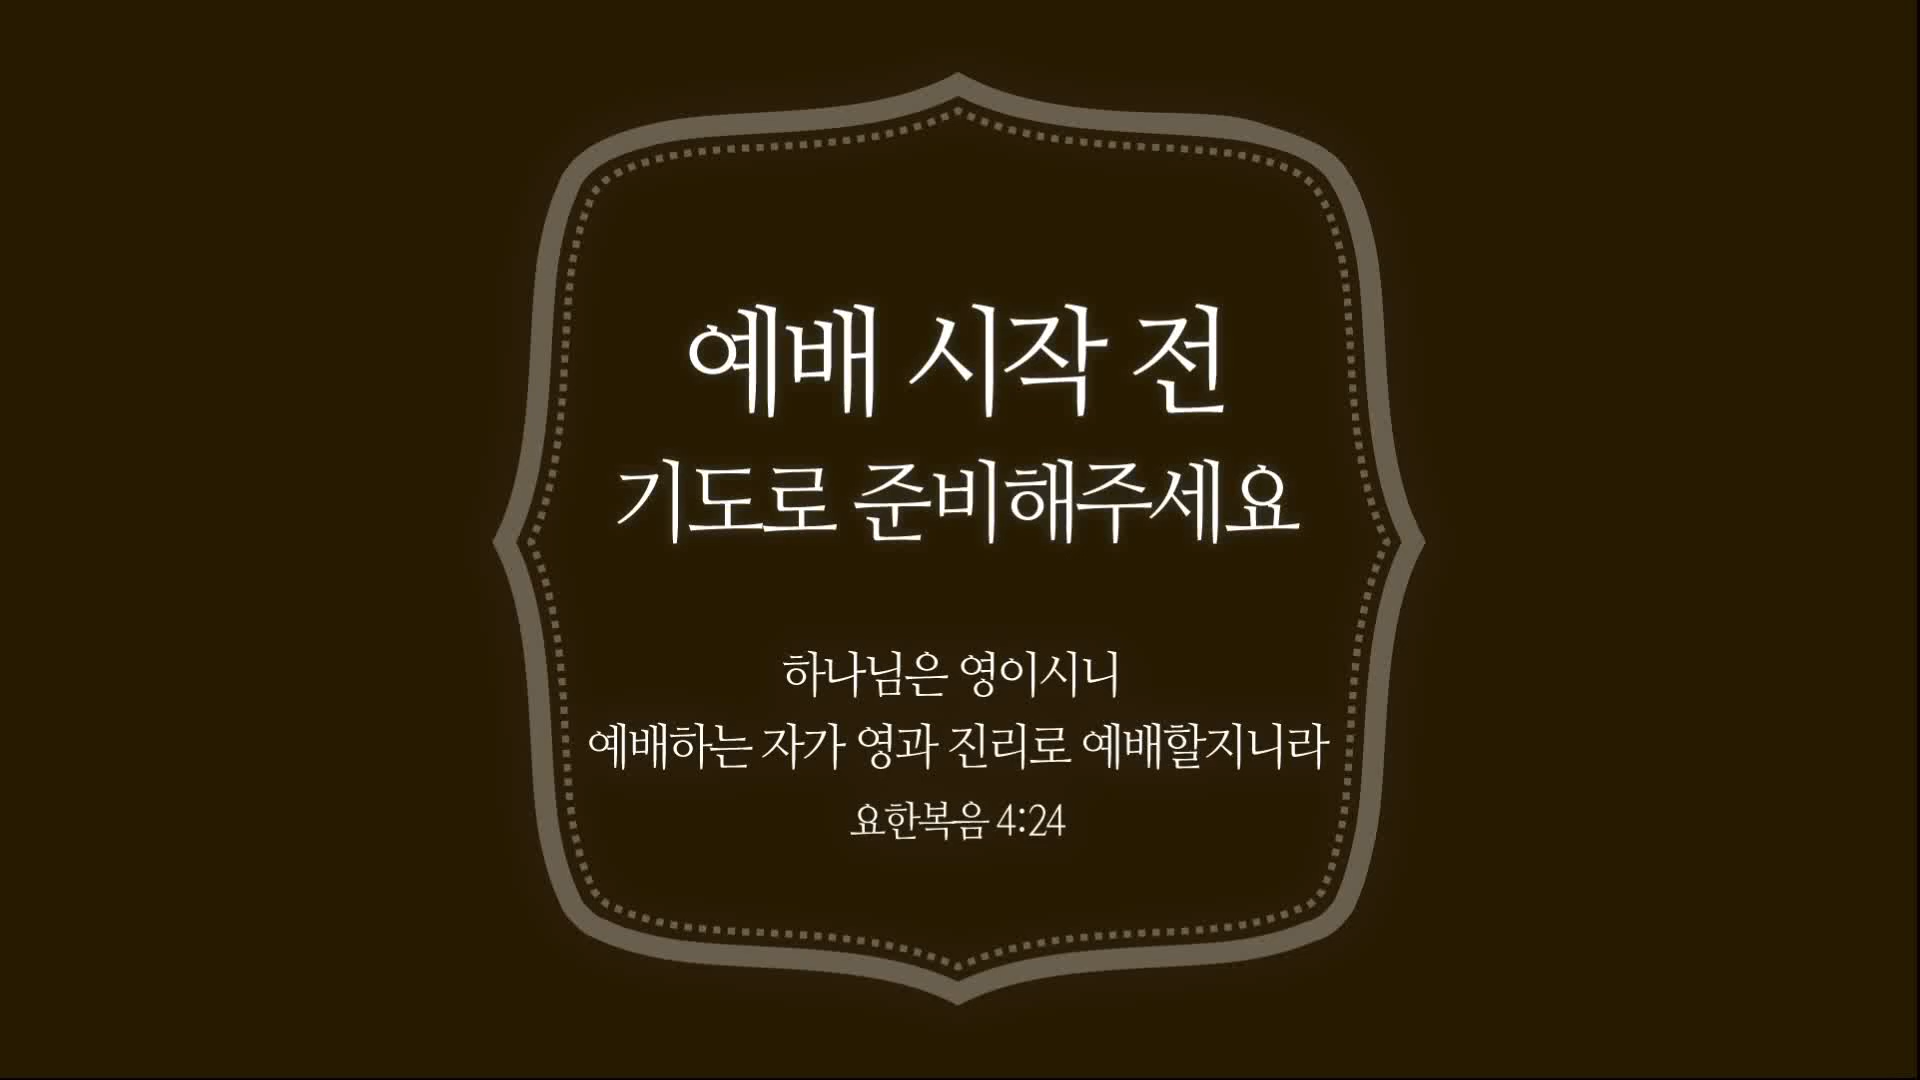 예배 시작 전
기도로 준비해주세요
하나님은 영이시니
예배하는 자가 영과 진리로 예배할지니라
요한복음 4:24